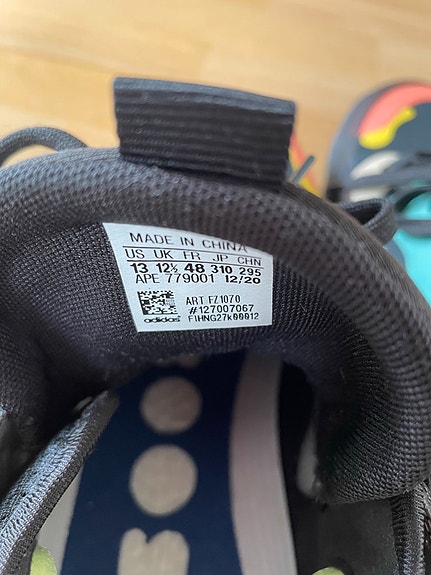 MADE IN CHINA
US UK FR JP CHN
13 12½ 48 310 295
APE 779001 12/20
ART FZ1070
#127007067
adidas FIHNG27k00012